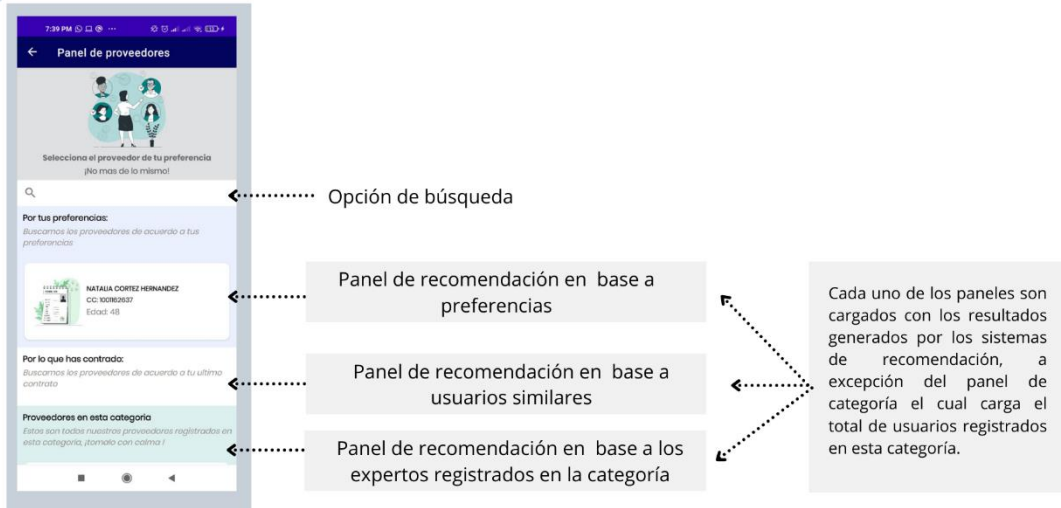 7:39 PM
Panel de proveedores
Selecciona el proveedor de tu preferencia
¡No mas de lo mismo!
Opción de búsqueda
Por tus preferencias:
Buscamos los proveedores de acuerdo a tus
preferencias
NATALIA CORTEZ HERNANDEZ
CC: 1001162637
Edad: 48
Panel de recomendación en base a
preferencias
Por lo que has contrado:
Buscamos los proveedores de acuerdo a tu ultimo
contrato
Panel de recomendación en base a
usuarios similares
Proveedores en esta categoria
Estos son todos nuestros proveedores registrados en
esta categoria, ¡tomalo con calma !
Panel de recomendación en base a los
expertos registrados en la categoría
Cada uno de los paneles son
cargados con los resultados
generados por los sistemas
de recomendación, a
excepción del panel de
categoría el cual carga el
total de usuarios registrados
en esta categoría.